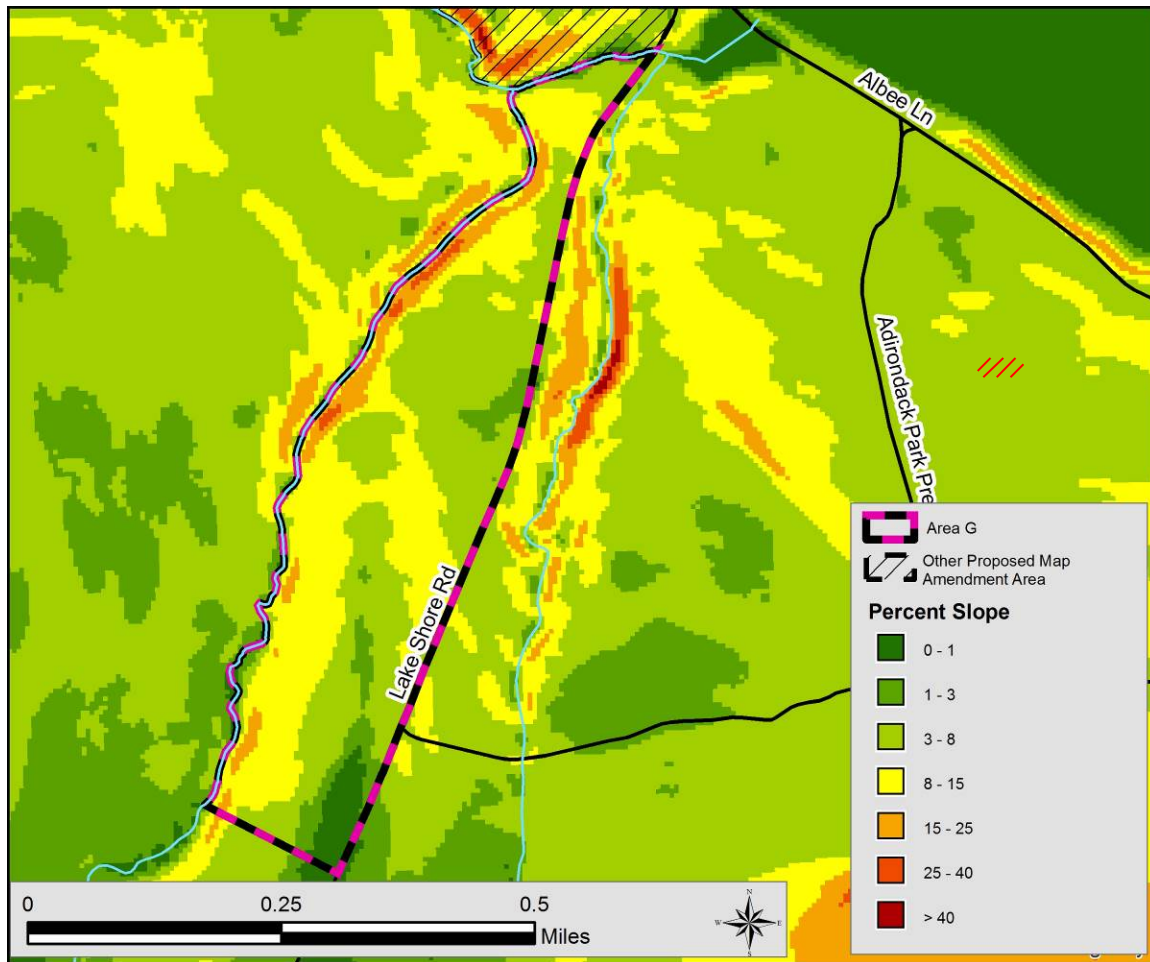 Albee Ln
Adirondack Park Pre
Lake Shore Rd
Area G
Other Proposed Map
Amendment Area
Percent Slope
0 - 1
1 - 3
3 - 8
8 - 15
15 - 25
25 - 40
> 40
0 0.25 0.5
Miles
N
W E
S